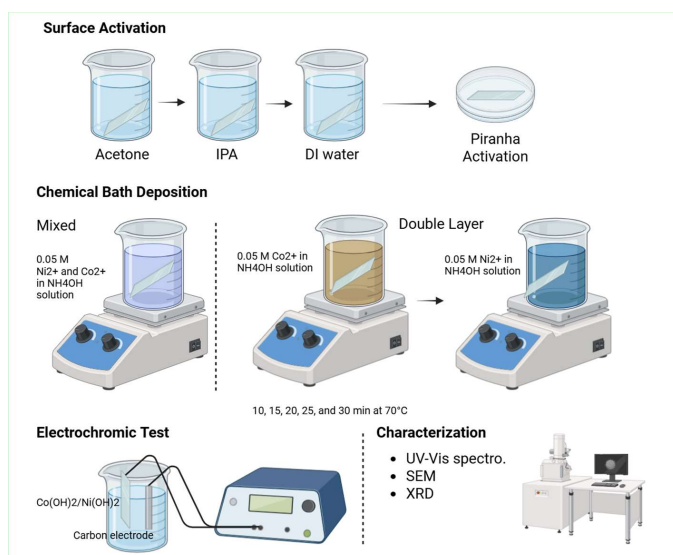 Surface Activation
Acetone
IPA
DI water
Piranha
Activation
Chemical Bath Deposition
Mixed
0.05 M
Ni2+ and Co2+
in NH4OH
solution
Double Layer
0.05 M Co2+ in
NH4OH solution
0.05 M Ni2+ in
NH4OH solution
10, 15, 20, 25, and 30 min at 70°C
Electrochromic Test
Co(OH)2/Ni(OH)2
Carbon electrode
Characterization
• UV-Vis spectro.
• SEM
• XRD